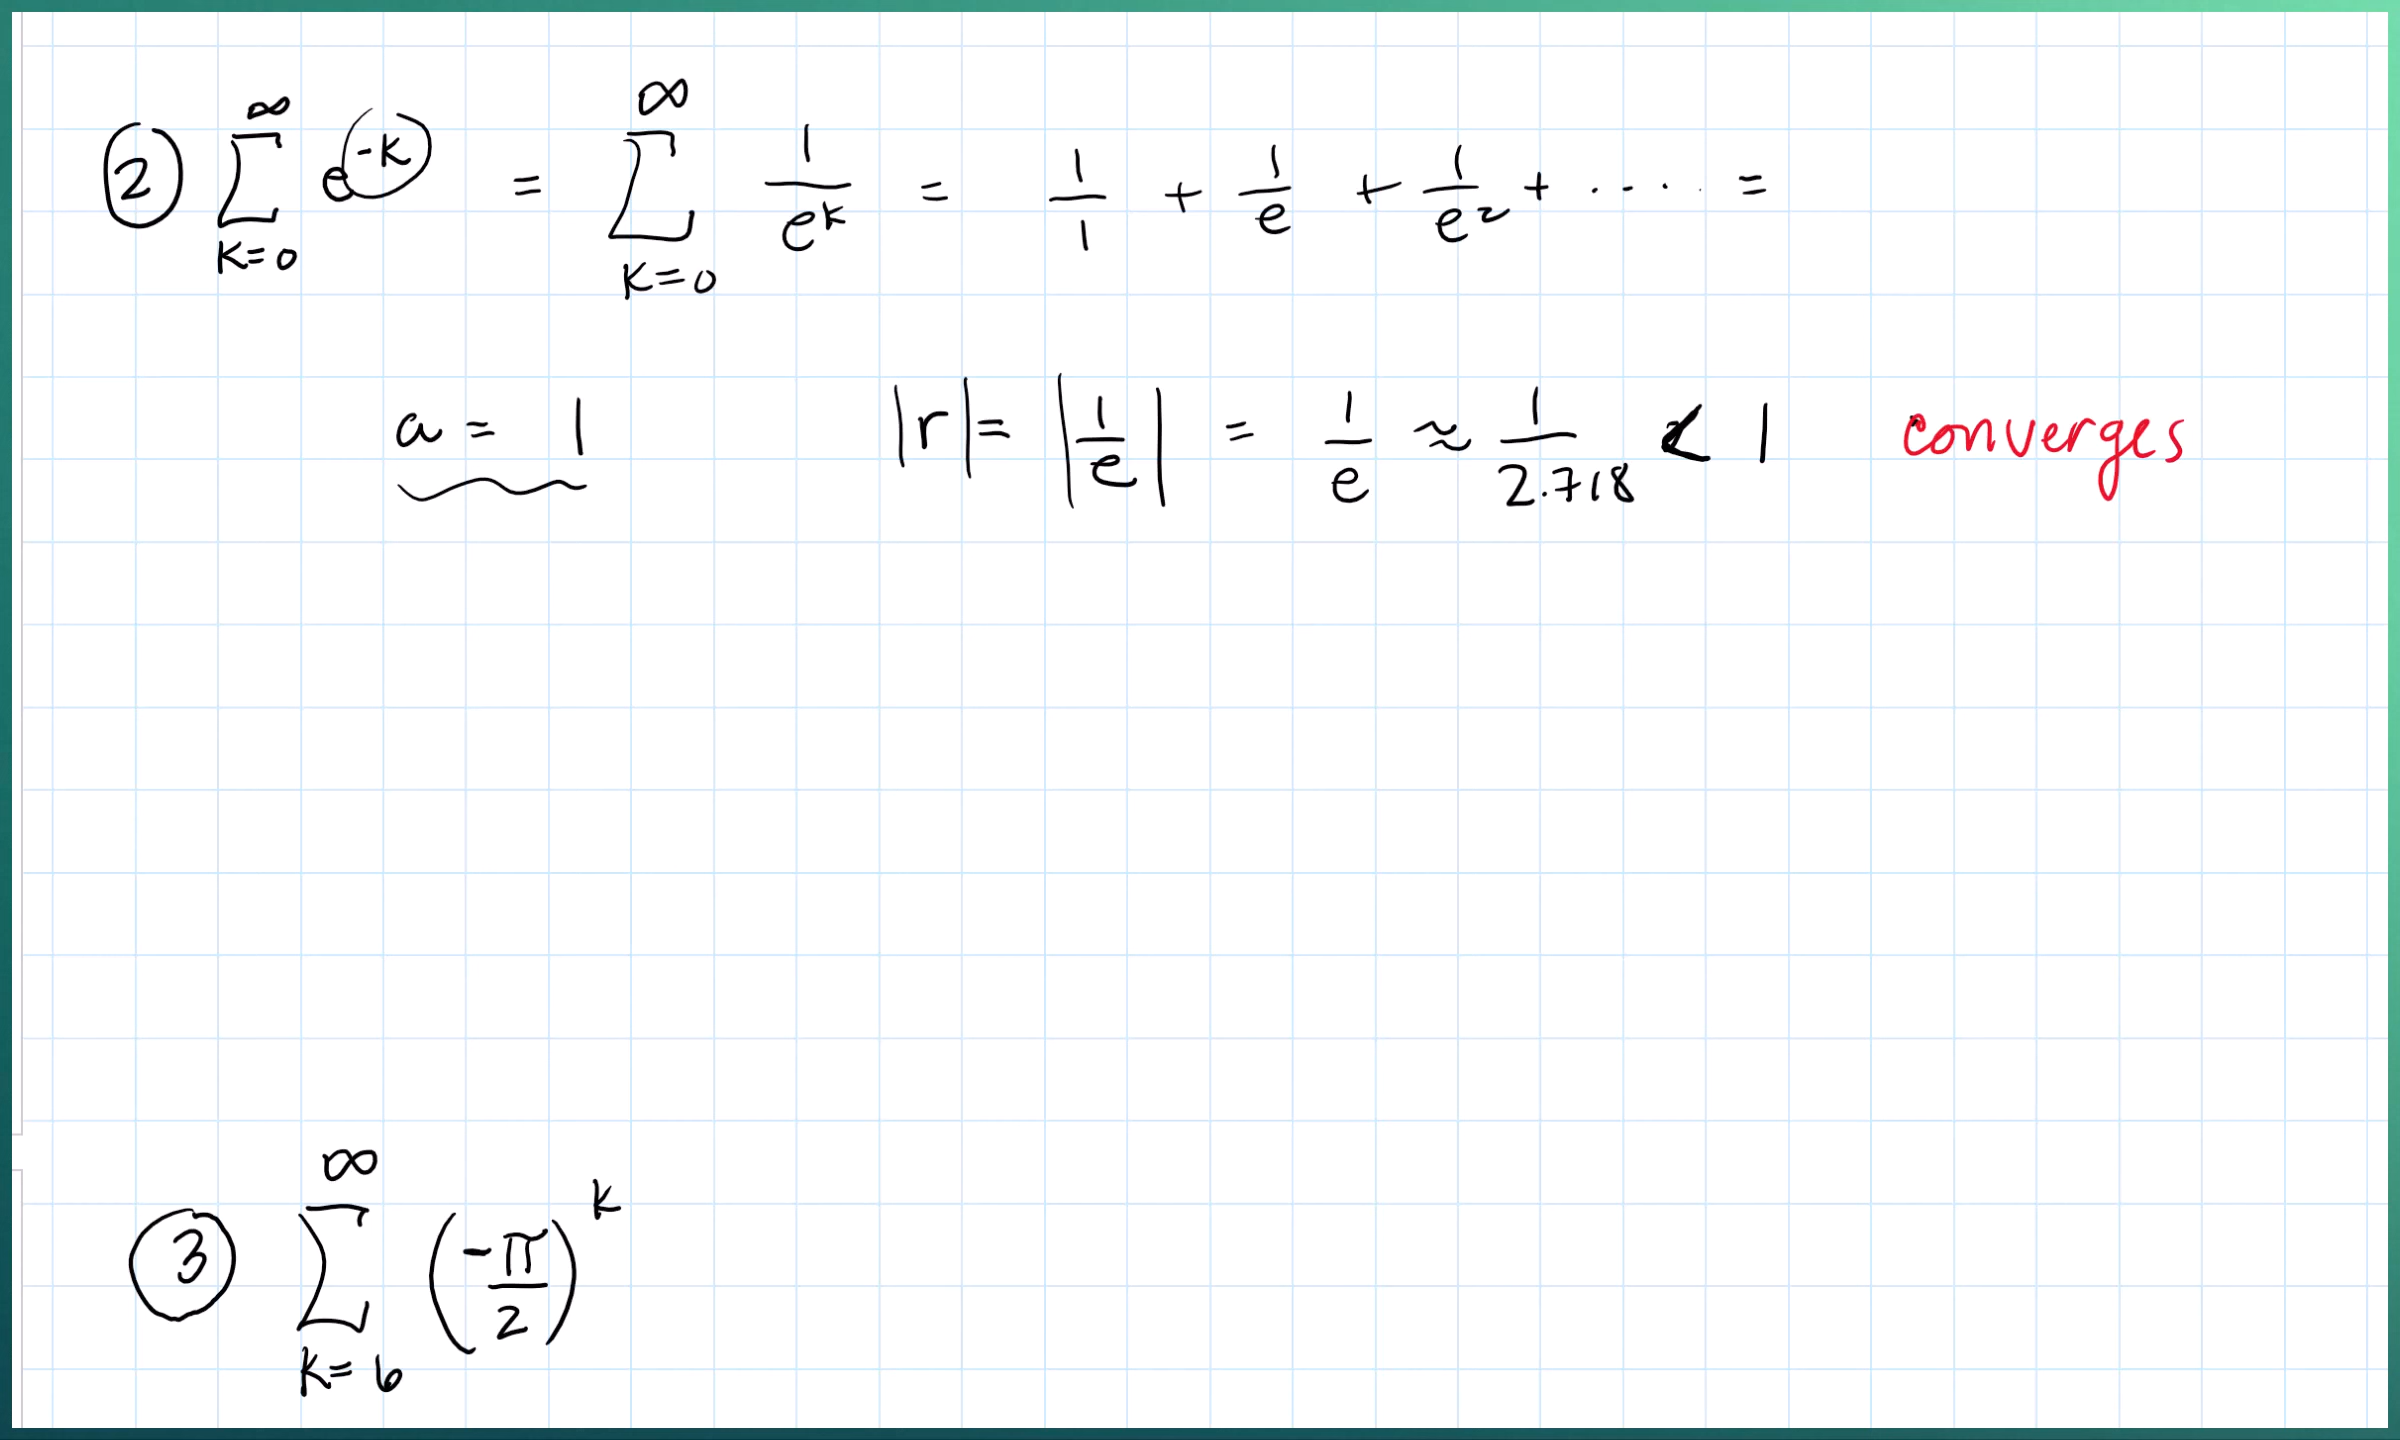 ② ∞∑k=0 e^(-k) = ∞∑k=0 1/e^k = 1/1 + 1/e + 1/e² + ..... =
a = 1 |r| = |1/e| = 1/e ≈ 1/2.718 < 1 converges
③ ∞∑k=6 (-π/2)^k